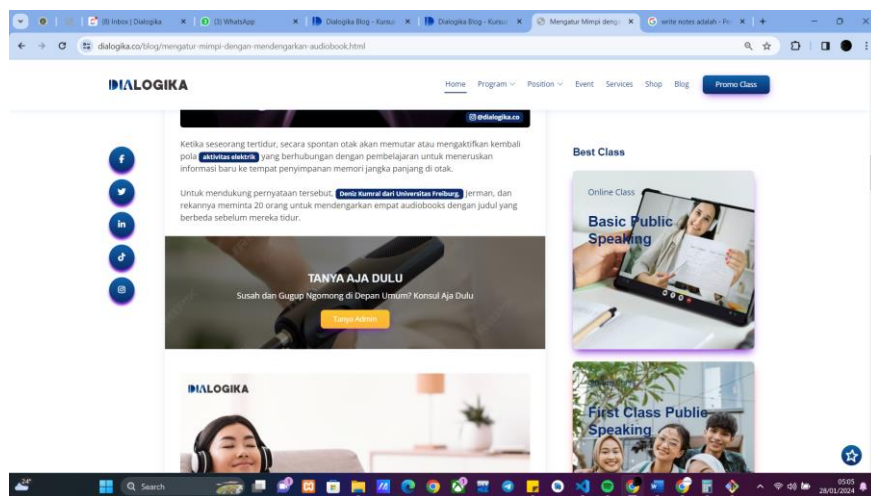 (8) Inbox | Dialogika
(3) WhatsApp
Dialogika Blog - Kursus
Dialogika Blog - Kursus
Mengatur Mimpi deng
write notes adalah - Pe
dialogika.co/blog/mengatur-mimpi-dengan-mendengarkan-audiobook.html
DIALOGIKA
Home Program Position Event Services Shop Blog Promo Class
@dialogika.co
Ketika seseorang tertidur, secara spontan otak akan memutar atau mengaktifkan kembali
pola aktivitas elektrik yang berhubungan dengan pembelajaran untuk meneruskan
informasi baru ke tempat penyimpanan memori jangka panjang di otak.
Untuk mendukung pernyataan tersebut, Deniz Kumral dari Universitas Freiburg, Jerman, dan
rekannya meminta 20 orang untuk mendengarkan empat audiobooks dengan judul yang
berbeda sebelum mereka tidur.
TANYA AJA DULU
Susah dan Gugup Ngomong di Depan Umum? Konsul Aja Dulu
Tanya Admin
DIALOGIKA
Best Class
Online Class
Basic Public
Speaking
First Class Public
Speaking
24°
Search
05:05
28/01/2024